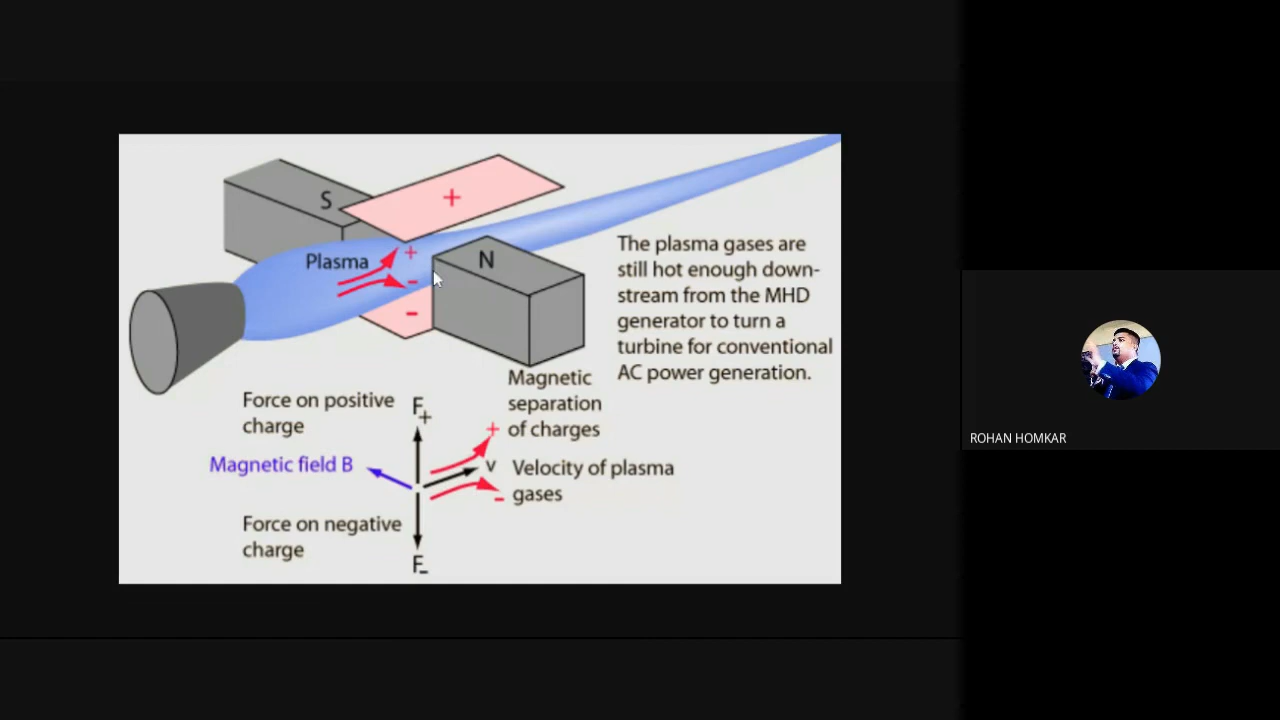 S
+
Plasma
+
-
-
N
The plasma gases are
still hot enough down-
stream from the MHD
generator to turn a
turbine for conventional
AC power generation.
Magnetic
separation
of charges
Force on positive
charge
F+
+
Magnetic field B
v
Velocity of plasma
gases
-
Force on negative
charge
F-
ROHAN HOMKAR